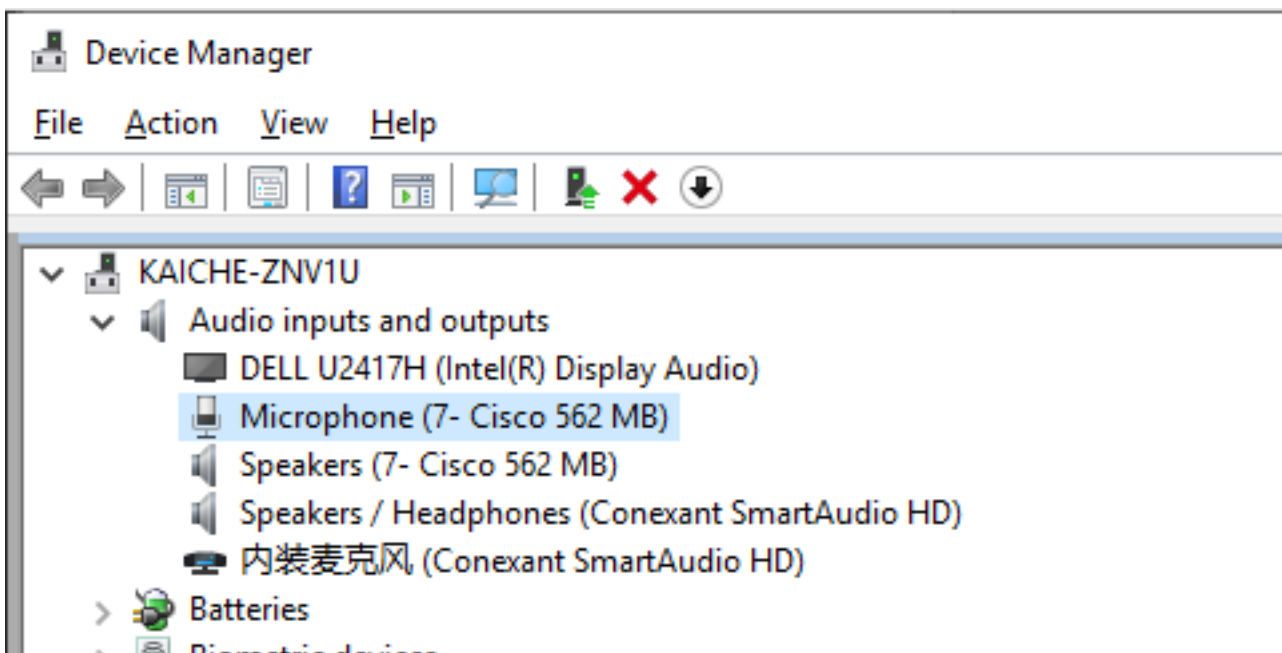 Device Manager
File Action View Help
KAICHE-ZNV1U
Audio inputs and outputs
DELL U2417H (Intel(R) Display Audio)
Microphone (7- Cisco 562 MB)
Speakers (7- Cisco 562 MB)
Speakers / Headphones (Conexant SmartAudio HD)
内装麦克风 (Conexant SmartAudio HD)
Batteries
Biometric devices